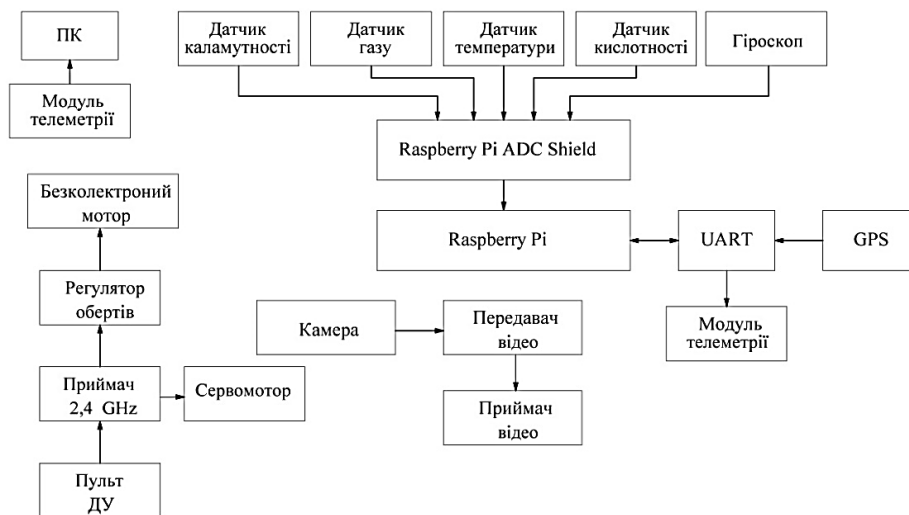 ПК
Модуль
телеметрії
Датчик
каламутності
Датчик
газу
Датчик
температури
Датчик
кислотності
Гіроскоп
Raspberry Pi ADC Shield
Raspberry Pi
UART
GPS
Модуль
телеметрії
Безколектроний
мотор
Регулятор
обертів
Приймач
2,4 GHz
Сервомотор
Пульт
ДУ
Камера
Передавач
відео
Приймач
відео